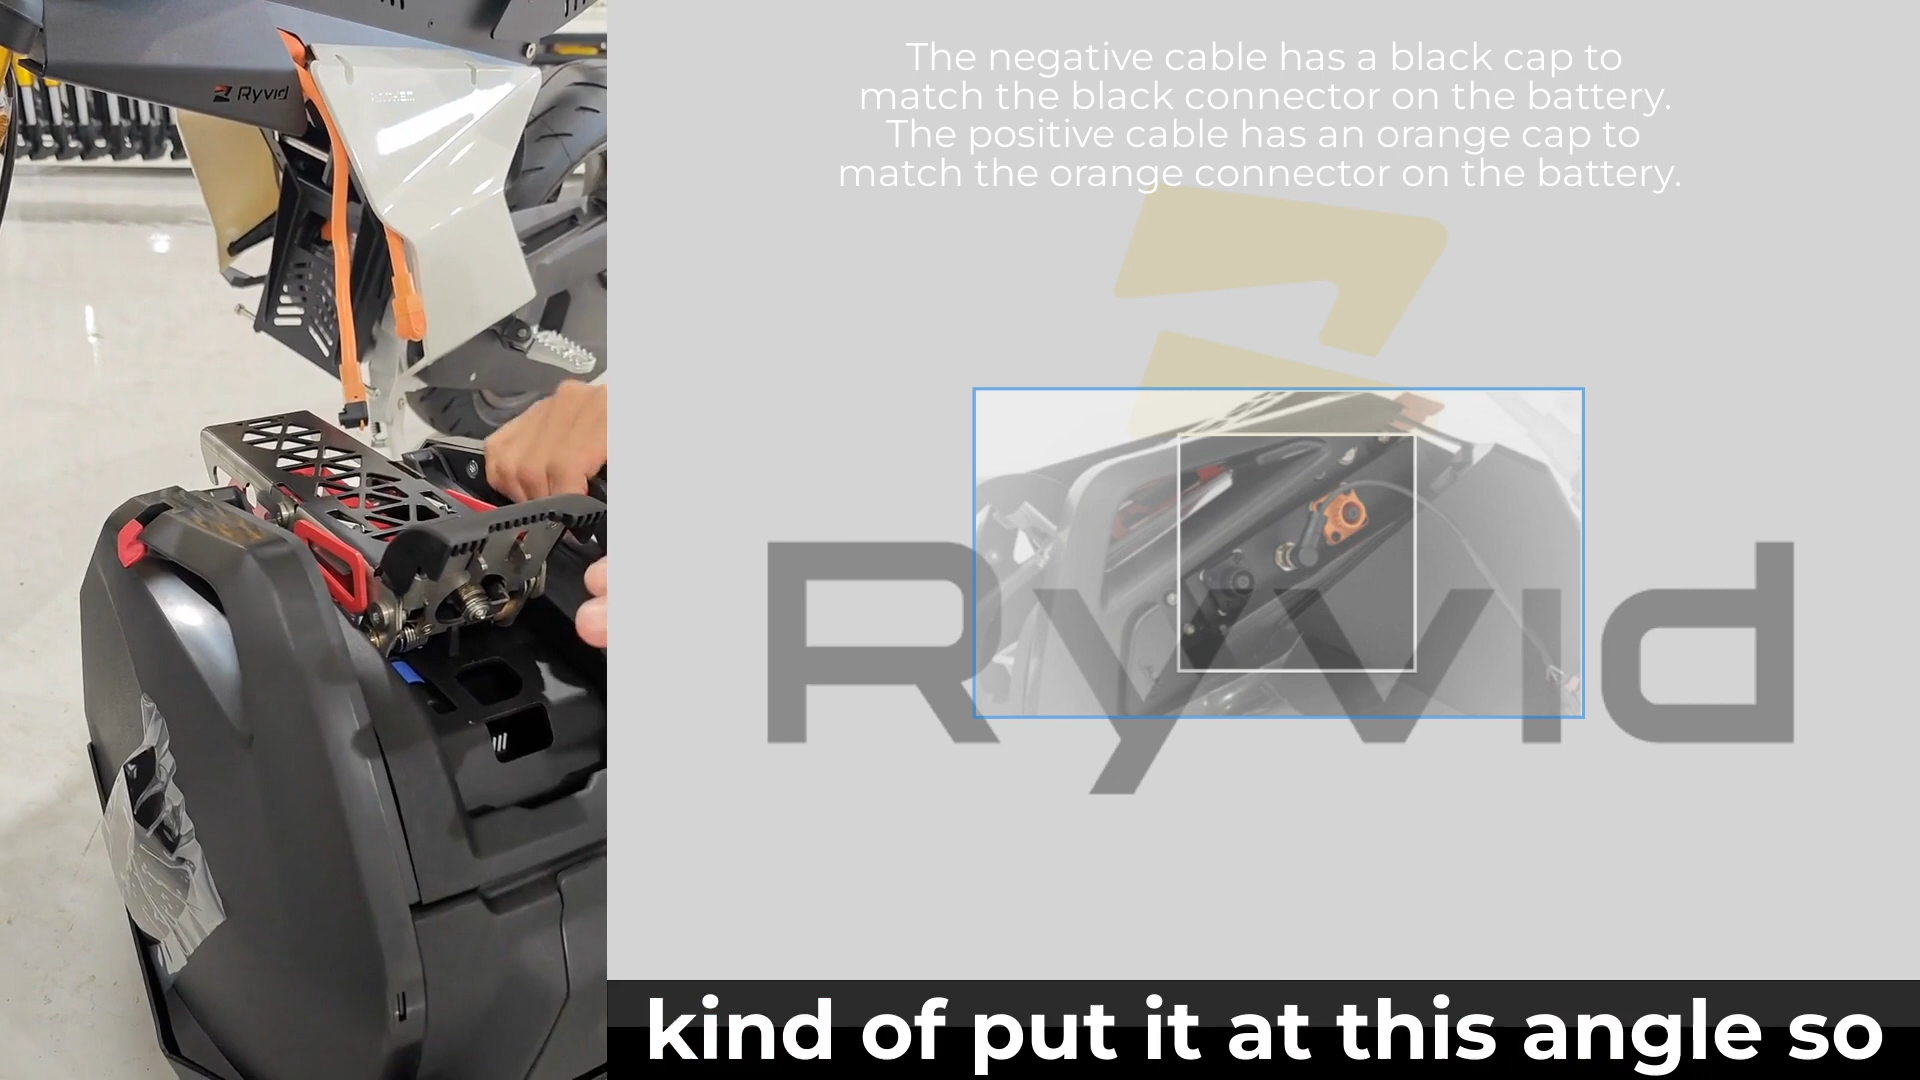 Ryvid
The negative cable has a black cap to
match the black connector on the battery.
The positive cable has an orange cap to
match the orange connector on the battery.
Ryvid
kind of put it at this angle so